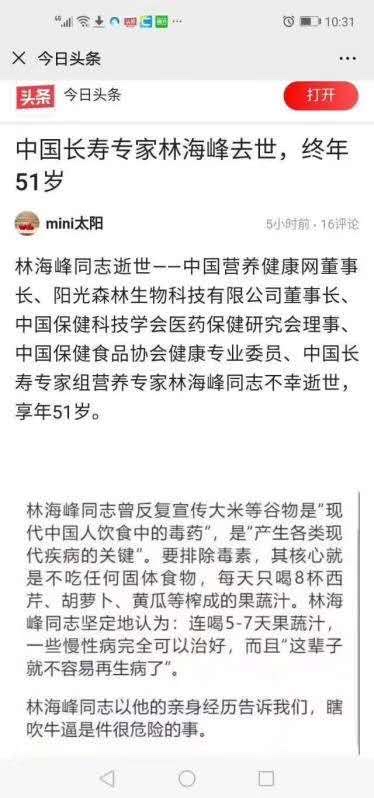 10:31
今日头条
头条 今日头条 打开
中国长寿专家林海峰去世，终年
51岁
mini太阳 5小时前 · 16评论
林海峰同志逝世——中国营养健康网董事
长、阳光森林生物科技有限公司董事长、
中国保健科技学会医药保健研究会理事、
中国保健食品协会健康专业委员、中国长
寿专家组营养专家林海峰同志不幸逝世，
享年51岁。
林海峰同志曾反复宣传大米等谷物是“现
代中国人饮食中的毒药”，是“产生各类现
代疾病的关键”。要排除毒素，其核心就
是不吃任何固体食物，每天只喝8杯西
芹、胡萝卜、黄瓜等榨成的果蔬汁。林海
峰同志坚定地认为：连喝5-7天果蔬汁，
一些慢性病完全可以治好，而且“这辈子
就不容易再生病了”。
林海峰同志以他的亲身经历告诉我们，瞎
吹牛逼是件很危险的事。